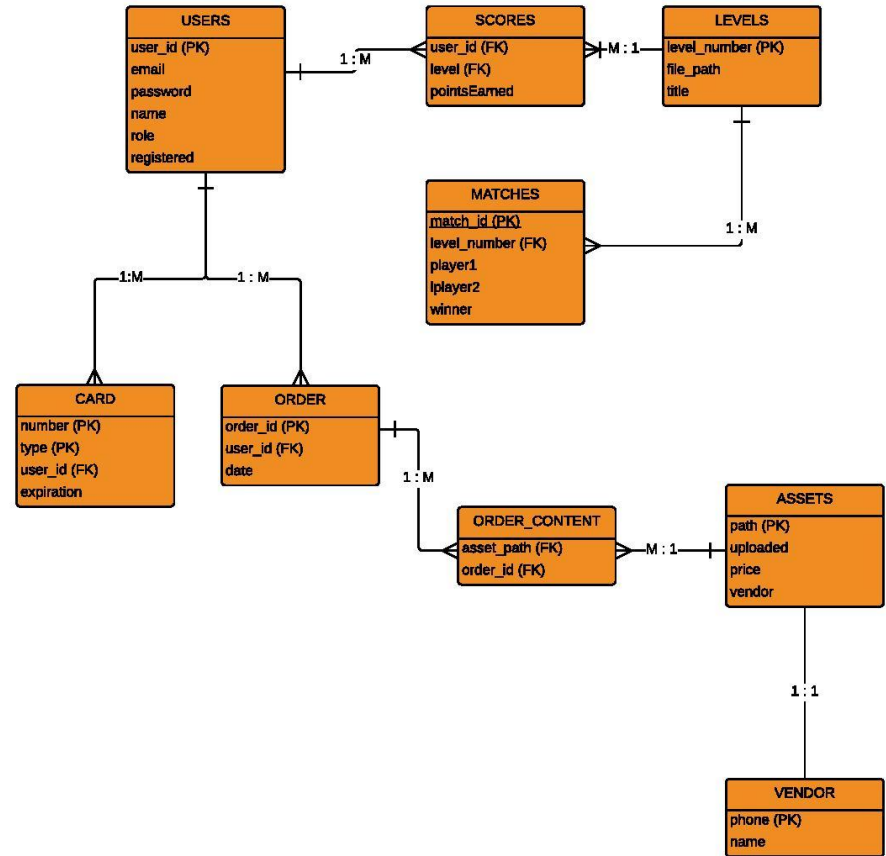 USERS
user_id (PK)
email
password
name
role
registered
1 : M
SCORES
user_id (FK)
level (FK)
pointsEarned
M : 1
LEVELS
level_number (PK)
file_path
title
MATCHES
match_id (PK)
level_number (FK)
player1
lplayer2
winner
1 : M
1:M
1 : M
CARD
number (PK)
type (PK)
user_id (FK)
expiration
ORDER
order_id (PK)
user_id (FK)
date
1 : M
ORDER_CONTENT
asset_path (FK)
order_id (FK)
M : 1
ASSETS
path (PK)
uploaded
price
vendor
1 : 1
VENDOR
phone (PK)
name